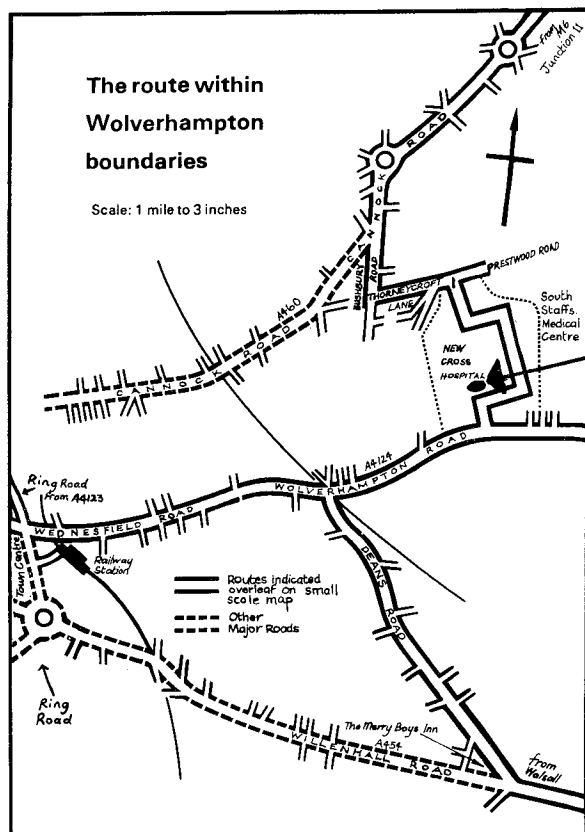 The route within
Wolverhampton
boundaries
Scale: 1 mile to 3 inches
from M6
Junction 11
CANNOCK ROAD
BUSHBURY
ROAD
THORNEYCROFT
LANE
PRESTWOOD ROAD
South
Staffs.
Medical
Centre
NEW
CROSS
HOSPITAL
A460
CANNOCK ROAD
A4124
WOLVERHAMPTON ROAD
Ring Road
from A4123
WEDNESFIELD ROAD
Town Centre
Railway
Station
DEANS ROAD
Routes indicated
overleaf on small
scale map
Other
Major Roads
Ring
Road
The Merry Boys Inn
A454
WILLENHALL ROAD
from
Walsall